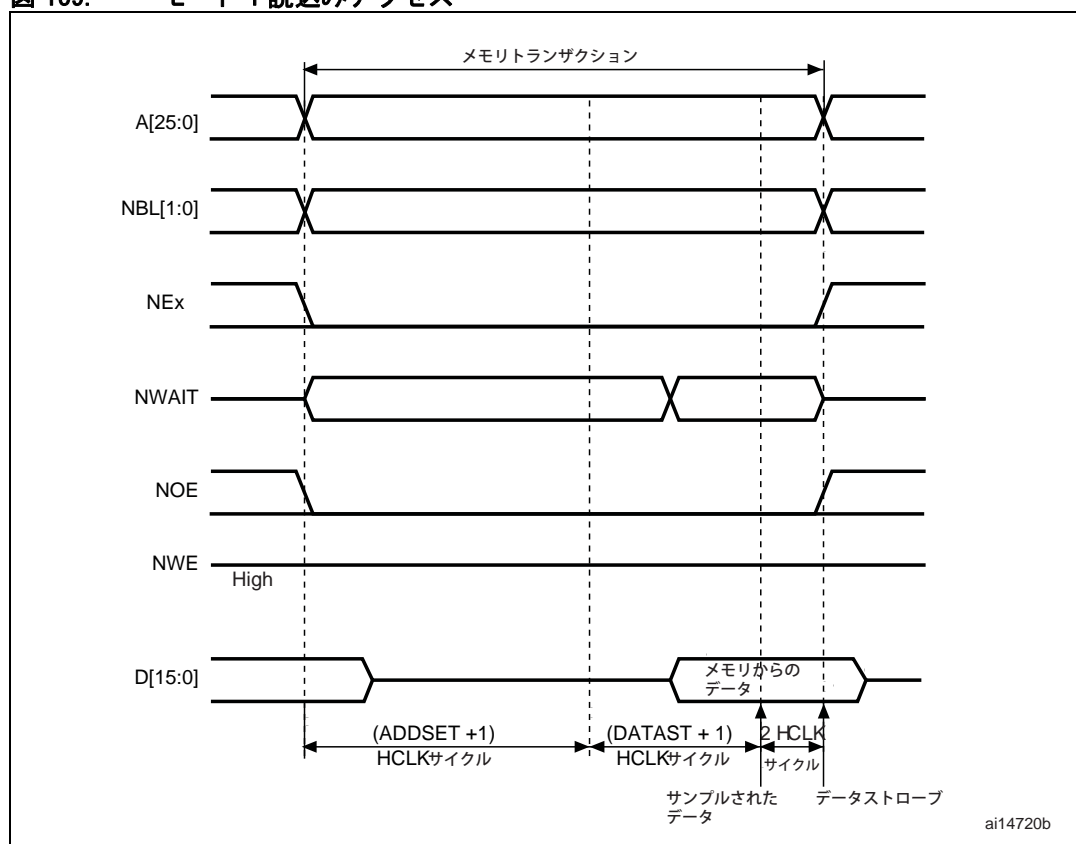 メモリトランザクション
A[25:0]
NBL[1:0]
NEx
NWAIT
NOE
NWE
High
D[15:0]
メモリからの
データ
(ADDSET +1)
HCLKサイクル
(DATAST + 1)
HCLKサイクル
2 HCLK
サイクル
サンプルされた
データ
データストローブ
ai14720b